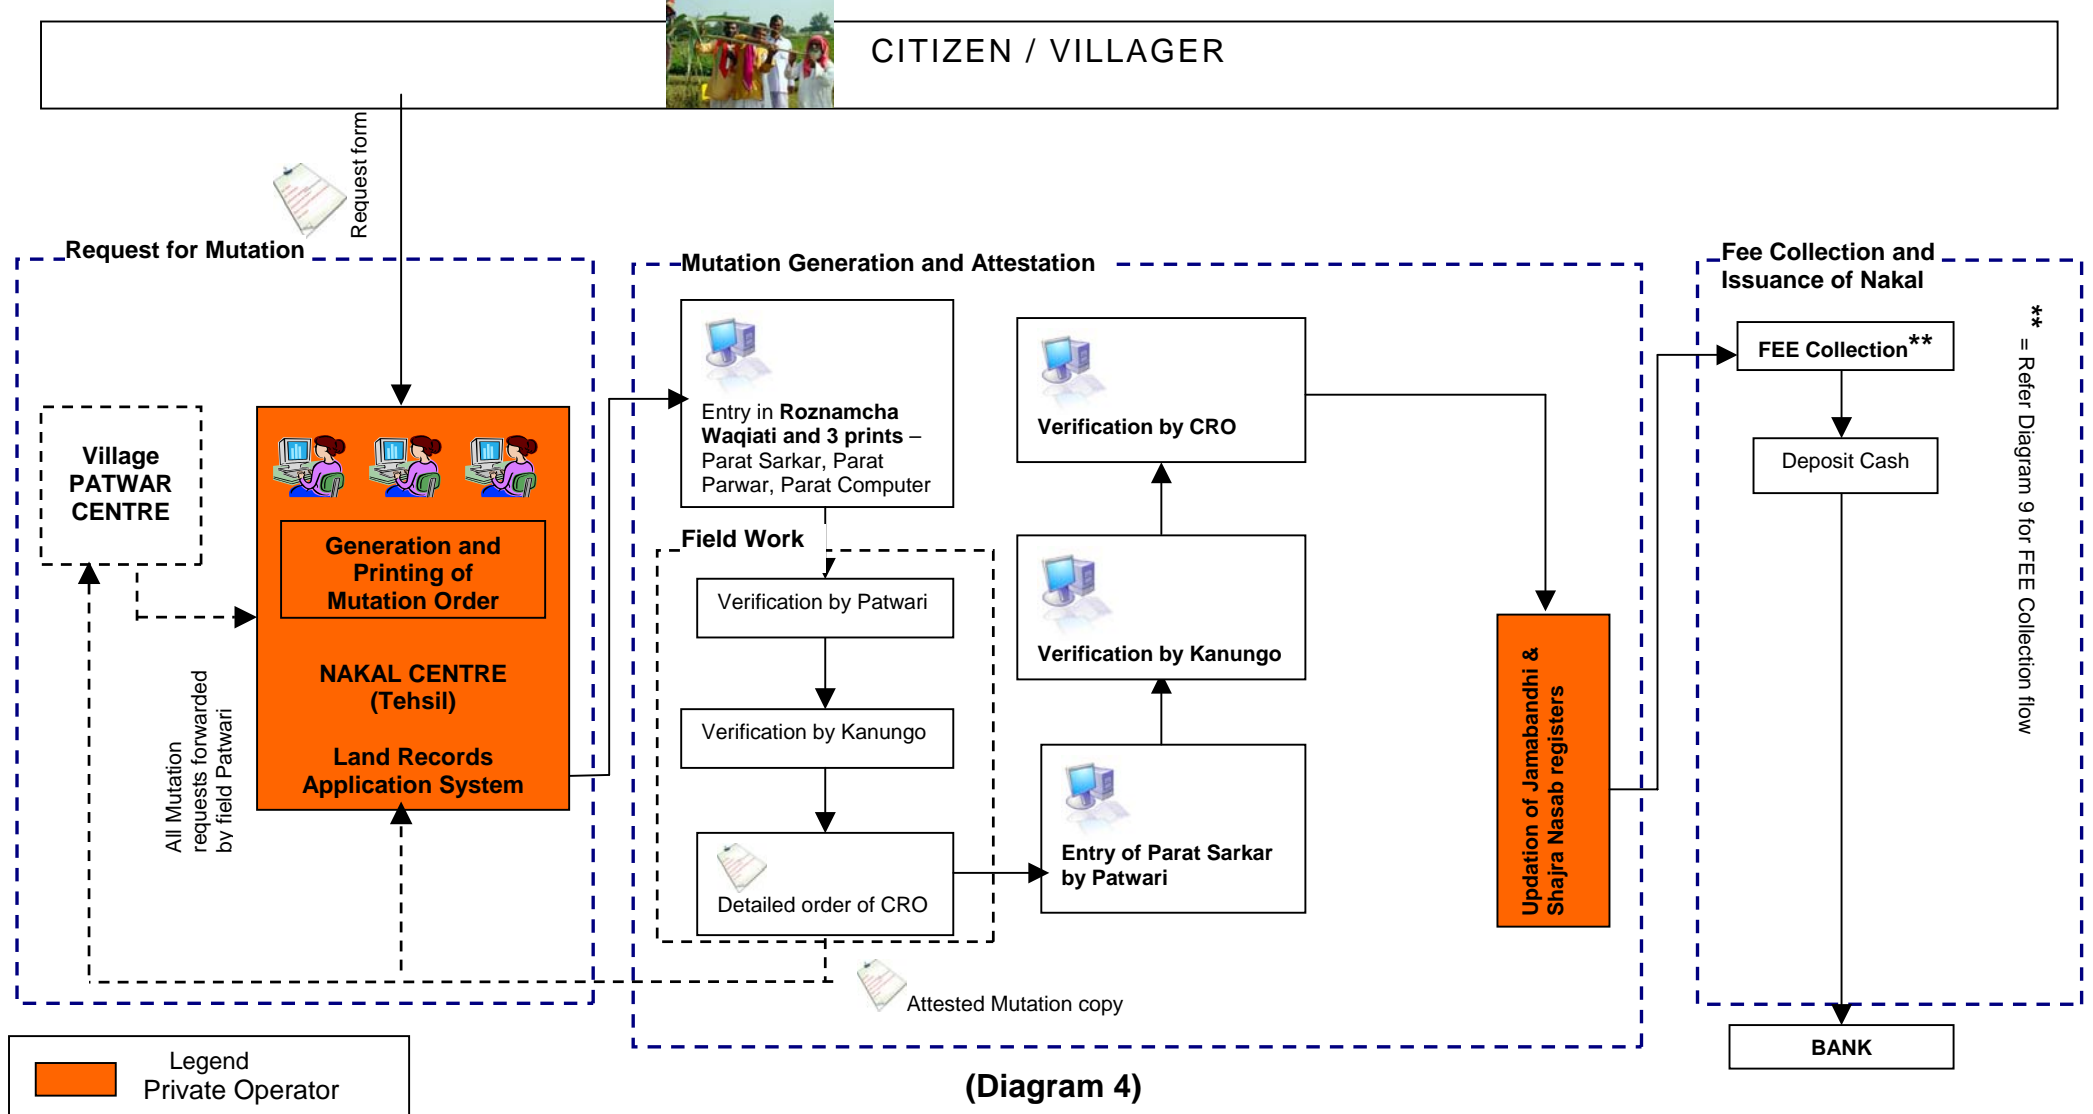 CITIZEN / VILLAGER
Request form
Request for Mutation
Village
PATWAR
CENTRE
Generation and
Printing of
Mutation Order
NAKAL CENTRE
(Tehsil)
Land Records
Application System
All Mutation
requests forwarded
by field Patwari
Mutation Generation and Attestation
Entry in Roznamcha
Waqiati and 3 prints –
Parat Sarkar, Parat
Parwar, Parat Computer
Field Work
Verification by Patwari
Verification by Kanungo
Detailed order of CRO
Attested Mutation copy
Entry of Parat Sarkar
by Patwari
Verification by Kanungo
Verification by CRO
Updation of Jamabandhi &
Shajra Nasab registers
Fee Collection and
Issuance of Nakal
FEE Collection**
Deposit Cash
BANK
** = Refer Diagram 9 for FEE Collection flow
Legend
Private Operator
(Diagram 4)